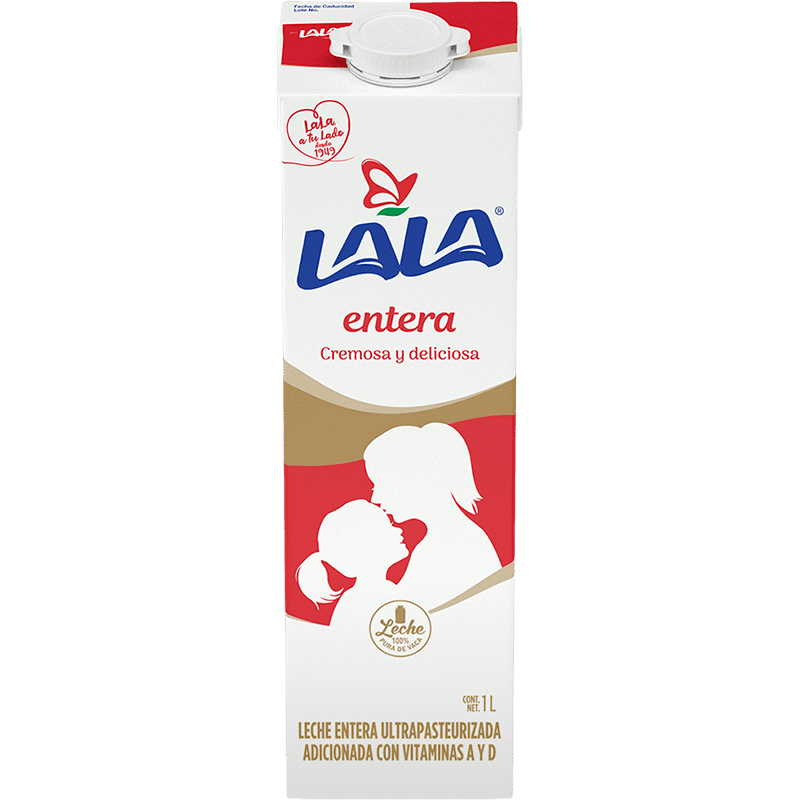 Fecha de Caducidad
Lote No.
LALA
LaLa
a tu Lado
desde
1949
LALA®
entera
Cremosa y deliciosa
Leche
100%
PURA DE VACA
CONT.
NET. 1 L
LECHE ENTERA ULTRAPASTEURIZADA
ADICIONADA CON VITAMINAS A Y D